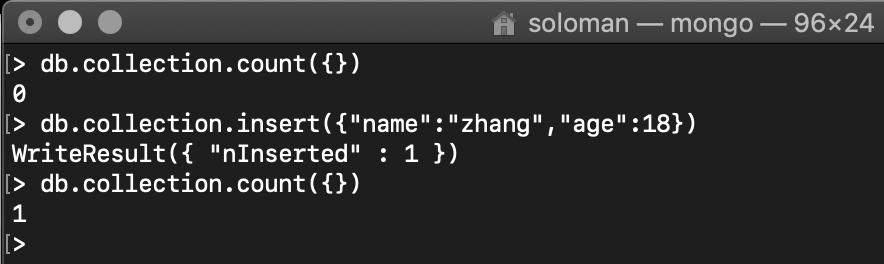 soloman — mongo — 96×24
[> db.collection.count({})
0
[> db.collection.insert({"name":"zhang","age":18})
WriteResult({ "nInserted" : 1 })
[> db.collection.count({})
1
[>